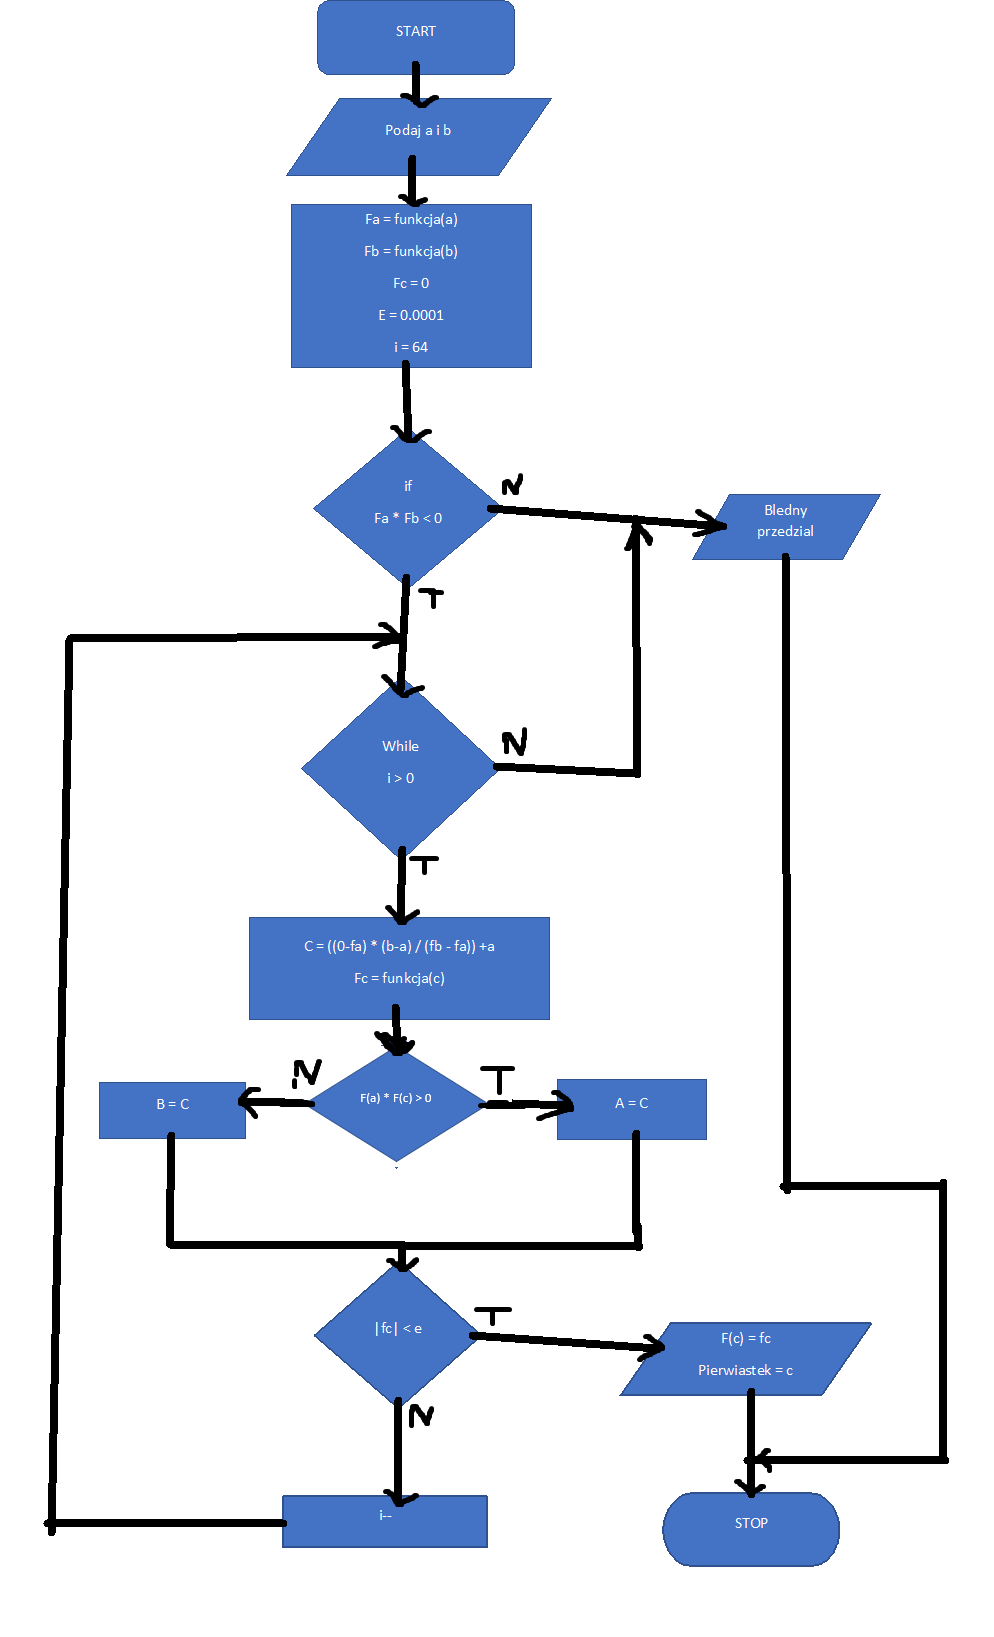 START
Podaj a i b
Fa = funkcja(a)
Fb = funkcja(b)
Fc = 0
E = 0.0001
i = 64
if
Fa * Fb < 0
N
Bledny
przedzial
T
While
i > 0
N
T
C = ((0-fa) * (b-a) / (fb - fa)) +a
Fc = funkcja(c)
N
T
B = C
F(a) * F(c) > 0
A = C
|fc| < e
T
F(c) = fc
Pierwiastek = c
N
i--
STOP